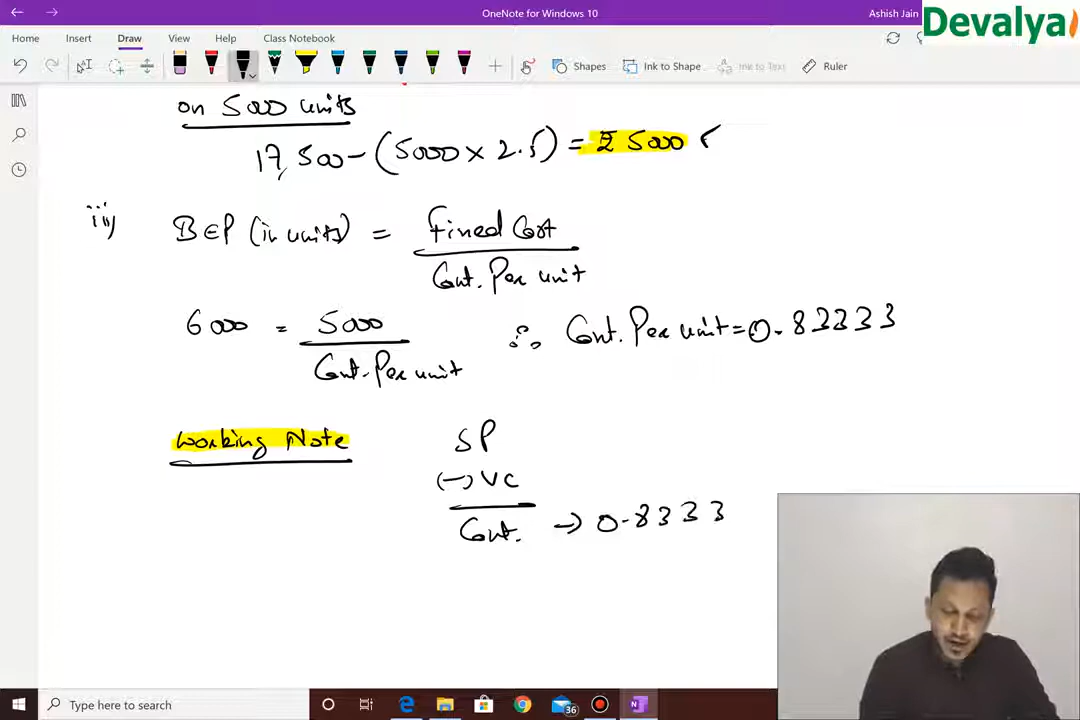 OneNote for Windows 10
Ashish Jain
Devalya
Home Insert Draw View Help Class Notebook
Shapes Ink to Shape Ink to Text Ruler
on 5000 units
17,500 - (5000 × 2.5) = ₹ 5000
iii) BEP (in units) = Fixed Cost / Cont. Per unit
6000 = 5000 / Cont. Per unit ∴ Cont. Per unit = 0.83333
Working Note
SP
(-) VC
Cont. → 0.8333
Type here to search
36